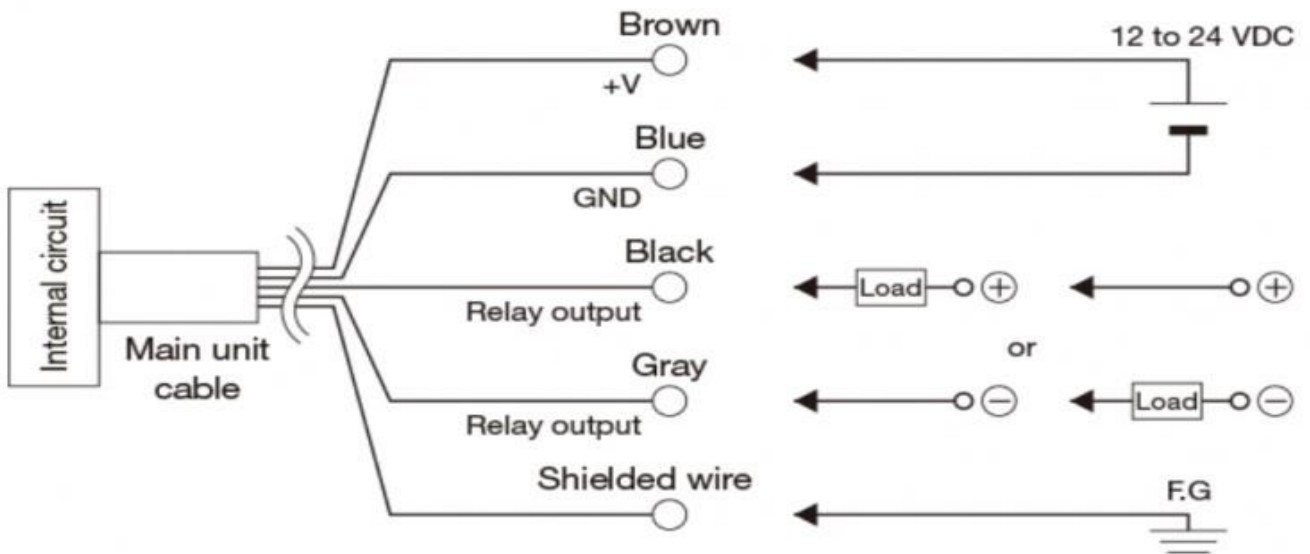 Brown
12 to 24 VDC
+V
Blue
GND
Internal circuit
Main unit
cable
Black
Relay output
Load
+
+
or
Gray
Relay output
−
Load
−
Shielded wire
F.G